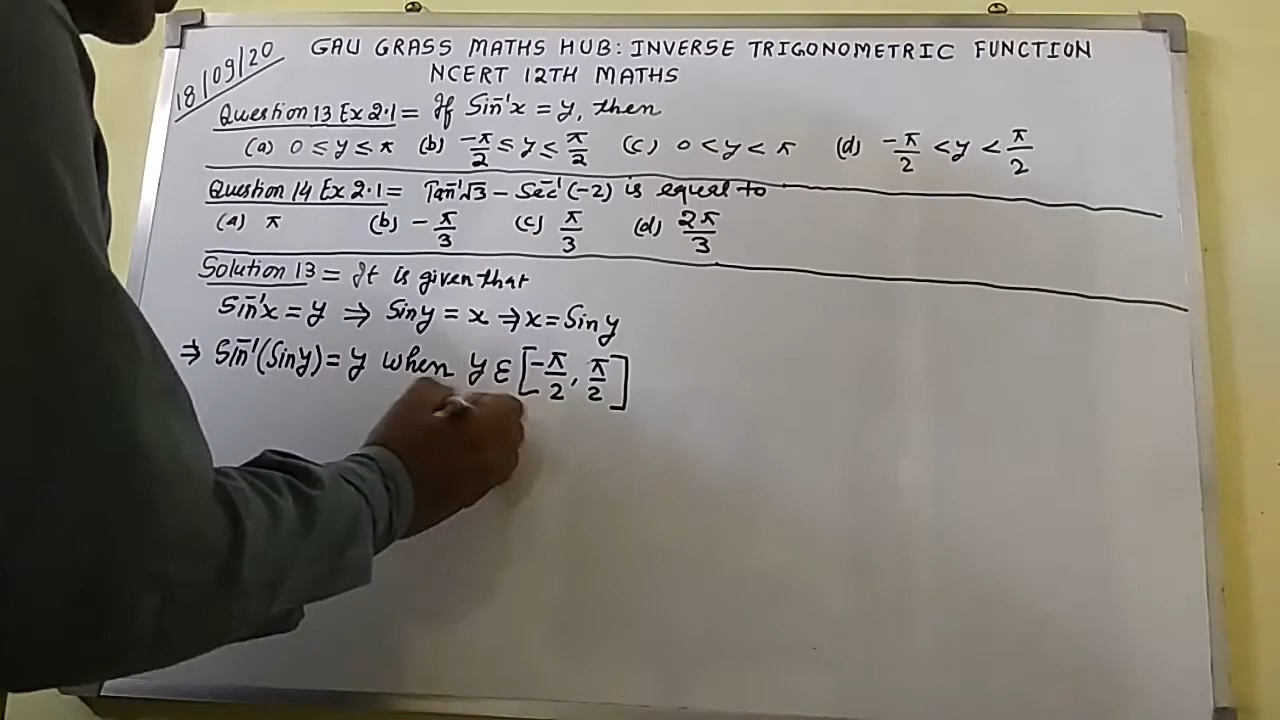 18/09/20
GAU GRASS MATHS HUB: INVERSE TRIGONOMETRIC FUNCTION
NCERT 12TH MATHS
Question 13 Ex 2.1 = If Sin⁻¹x = y, then
(a) 0 ≤ y ≤ π (b) -π/2 ≤ y ≤ π/2 (c) 0 < y < π (d) -π/2 < y < π/2
Question 14 Ex 2.1 = Tan⁻¹√3 - Sec⁻¹(-2) is equal to
(a) π (b) -π/3 (c) π/3 (d) 2π/3
Solution 13 = It is given that
Sin⁻¹x = y ⇒ Sin y = x ⇒ x = Sin y
⇒ Sin⁻¹(Sin y) = y when y ε [-π/2, π/2]